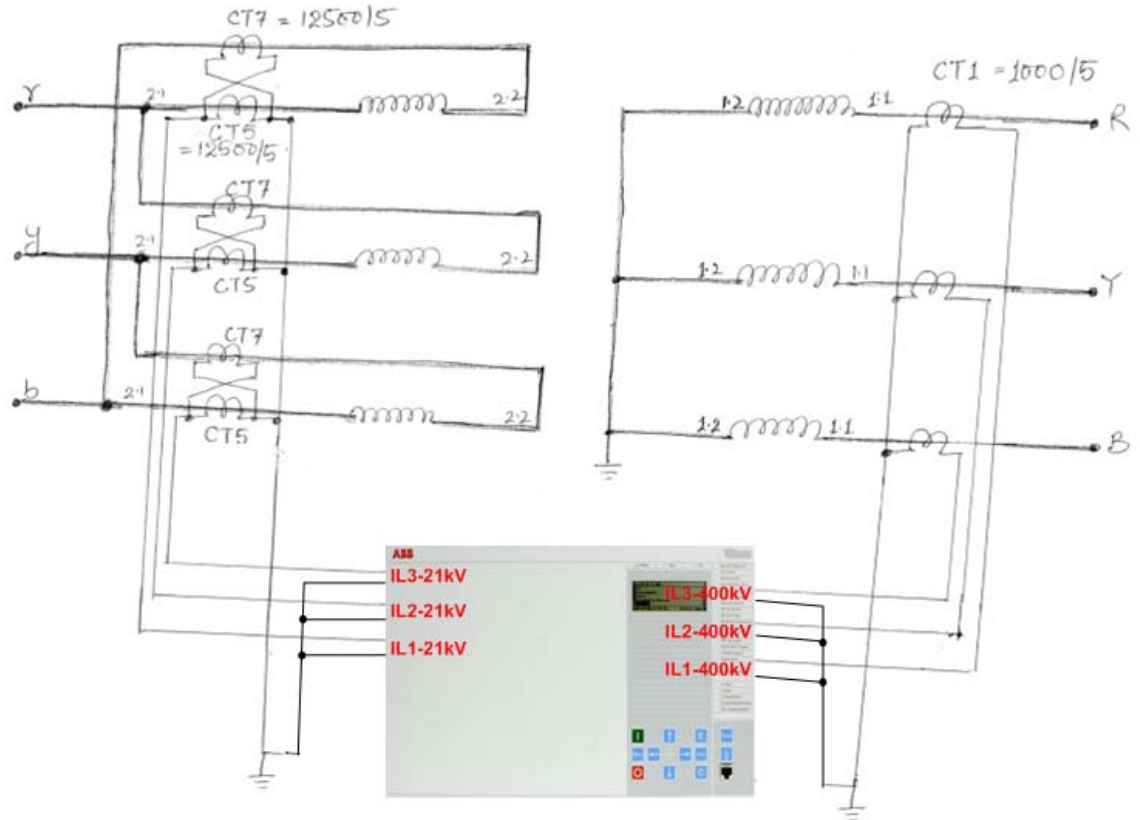 CT7 = 12500/5
r
2.1
2.2
CT5
=12500/5
CT7
y
2.1
2.2
CT5
CT7
b
2.1
2.2
CT5
CT1 = 1000/5
1.2
1.1
R
1.2
1.1
Y
1.2
1.1
B
ABB
IL3-21kV
IL2-21kV
IL1-21kV
IL3-400kV
IL2-400kV
IL1-400kV